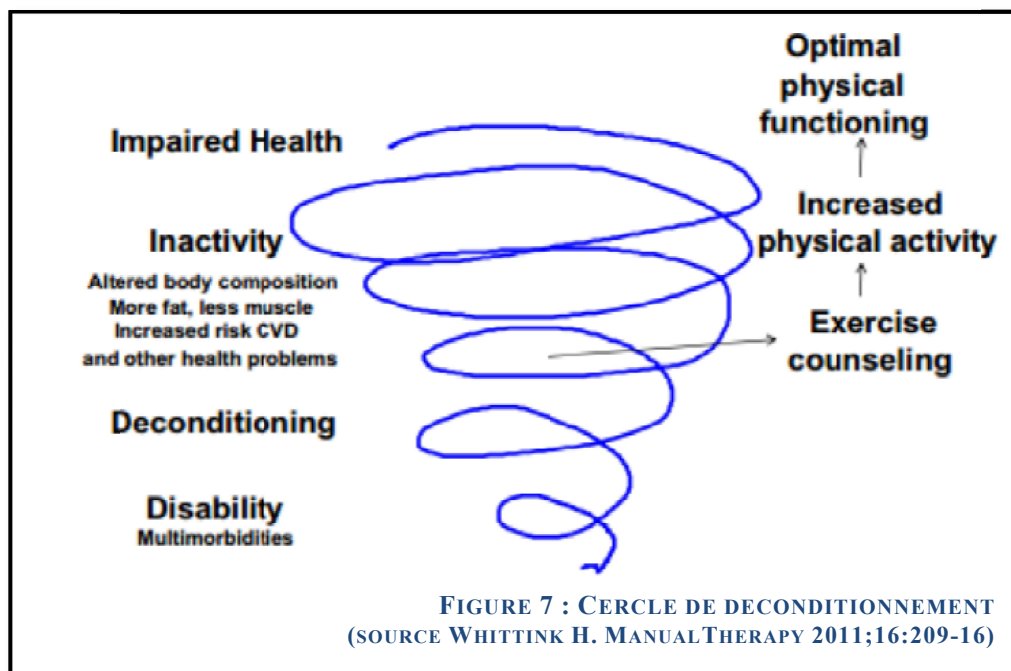 Impaired Health
Inactivity
Altered body composition
More fat, less muscle
Increased risk CVD
and other health problems
Deconditioning
Disability
Multimorbidities
Optimal
physical
functioning
Increased
physical activity
Exercise
counseling
FIGURE 7 : CERCLE DE DECONDITIONNEMENT
(SOURCE WHITTINK H. MANUALTHERAPY 2011;16:209-16)